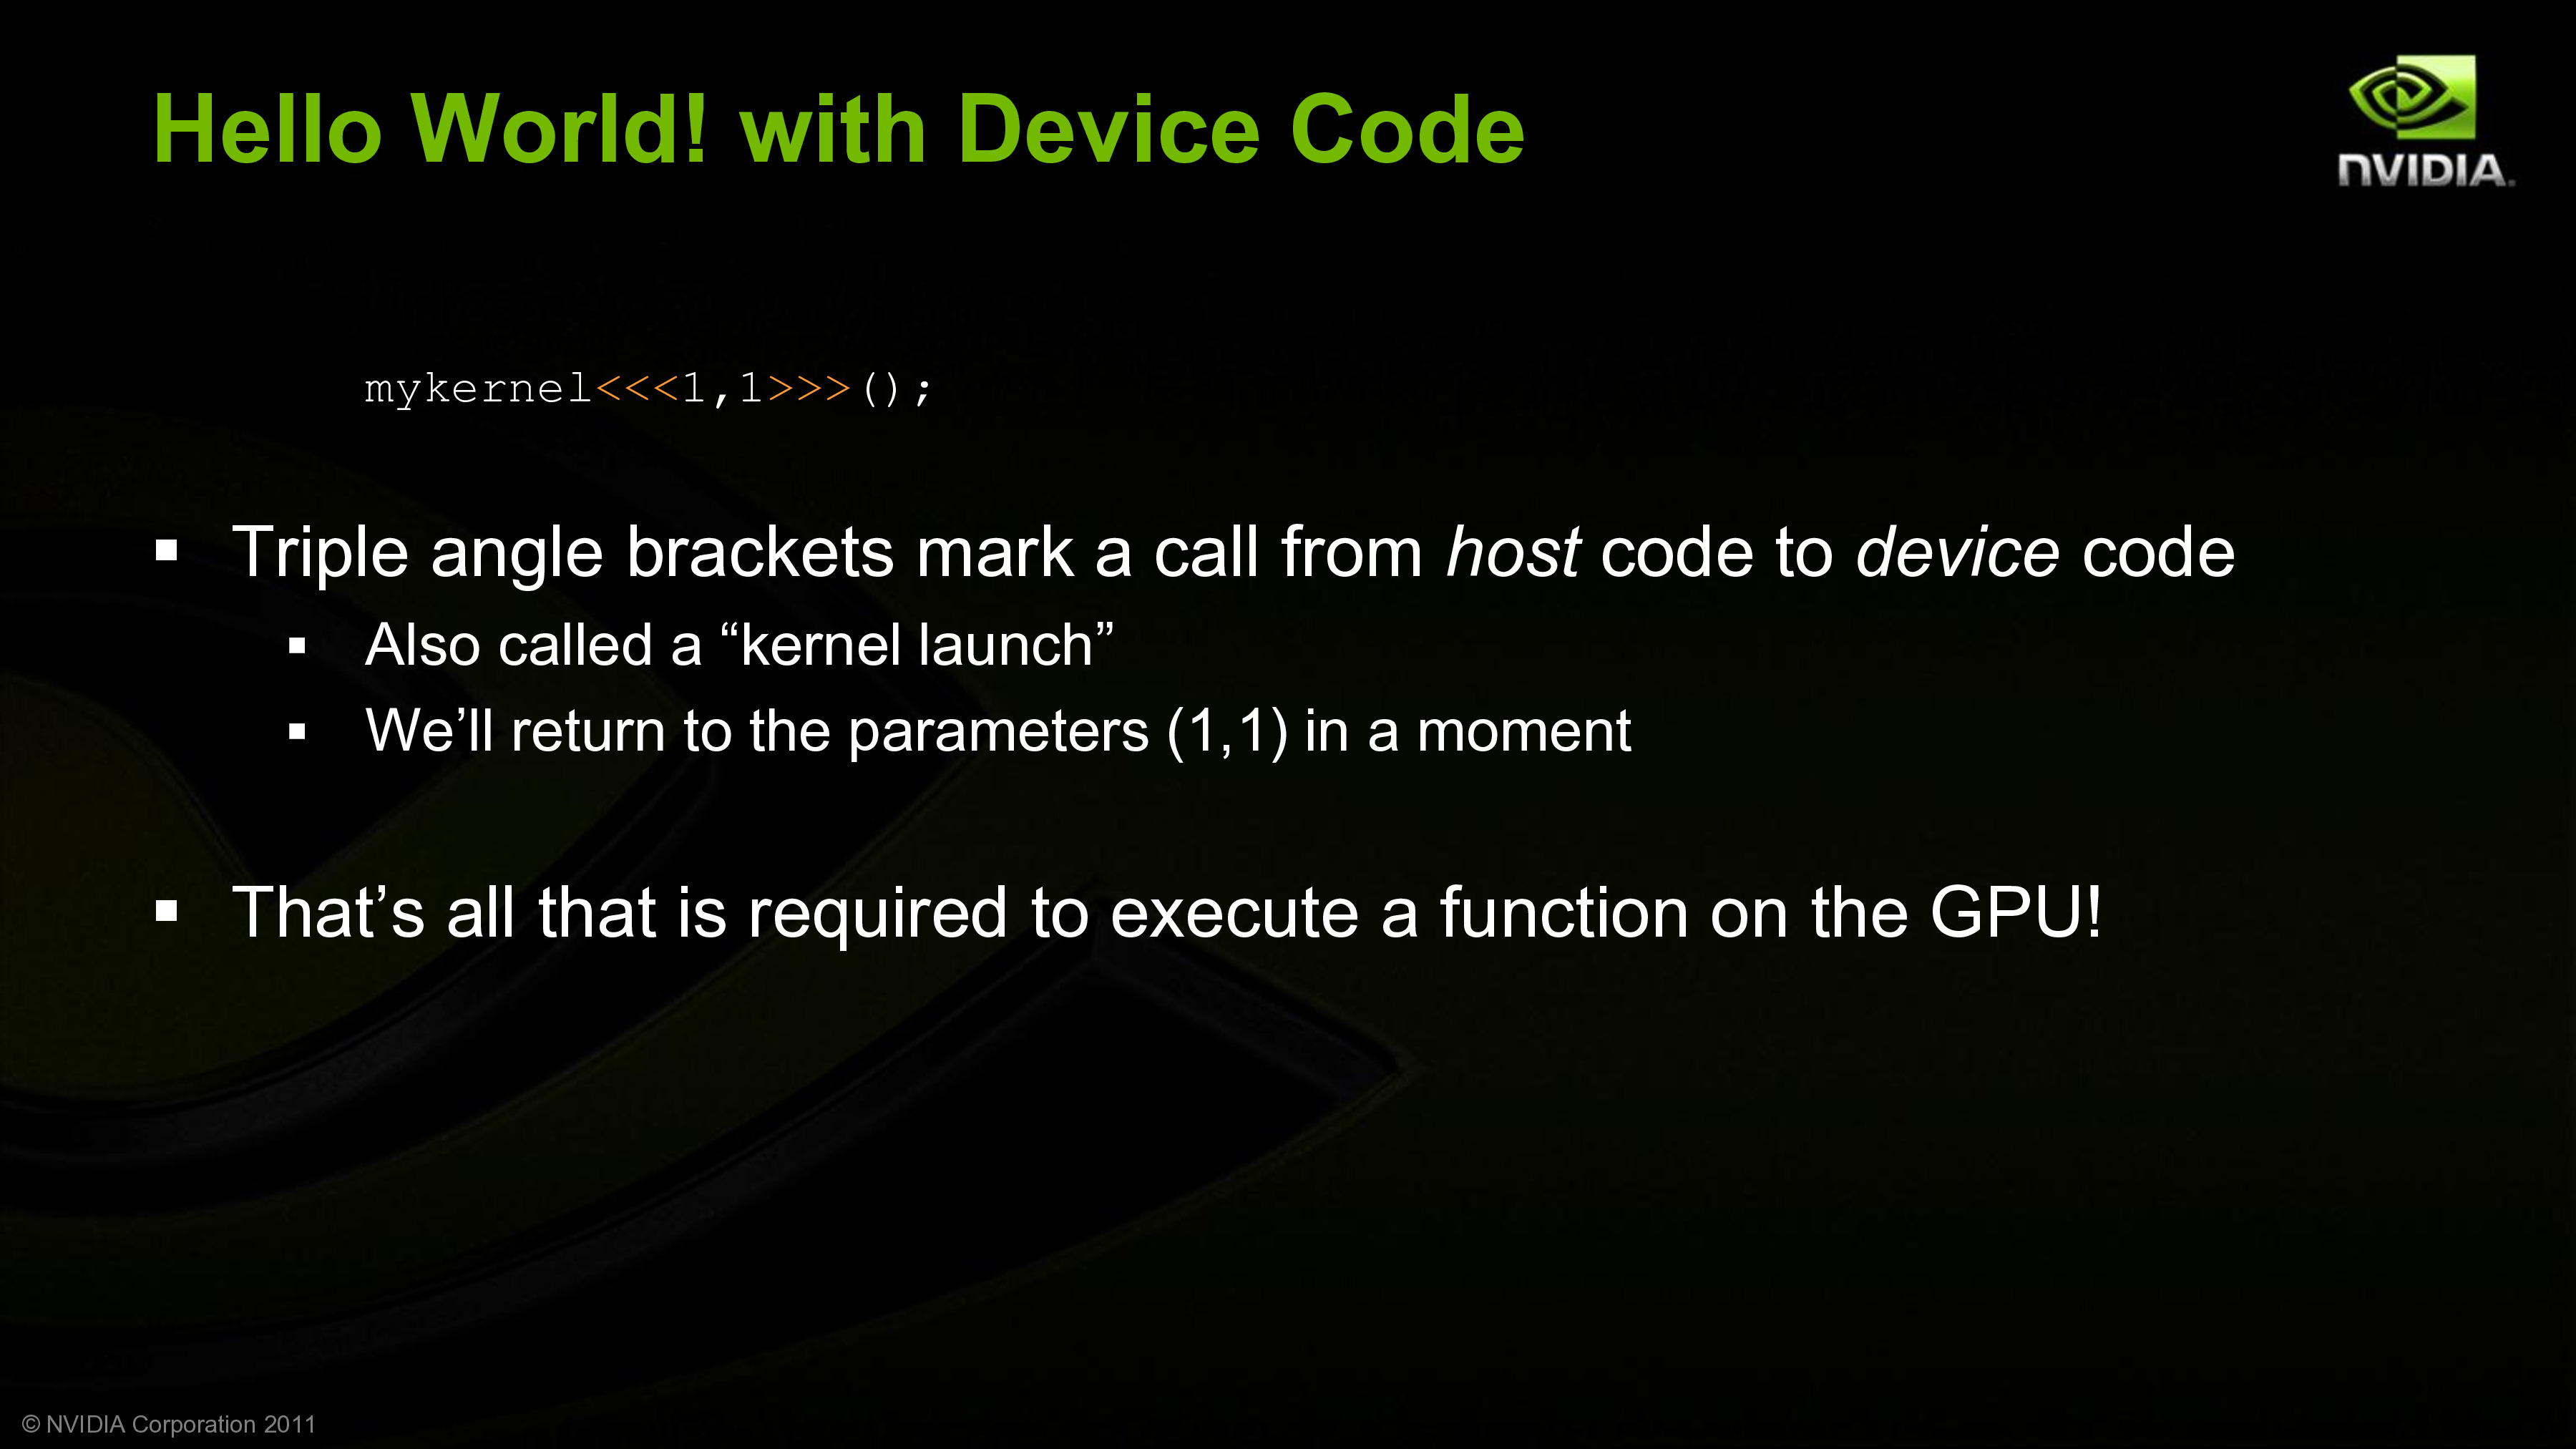 Hello World! with Device Code
NVIDIA.
mykernel<<<1,1>>>();
▪ Triple angle brackets mark a call from host code to device code
▪ Also called a “kernel launch”
▪ We’ll return to the parameters (1,1) in a moment
▪ That’s all that is required to execute a function on the GPU!
© NVIDIA Corporation 2011